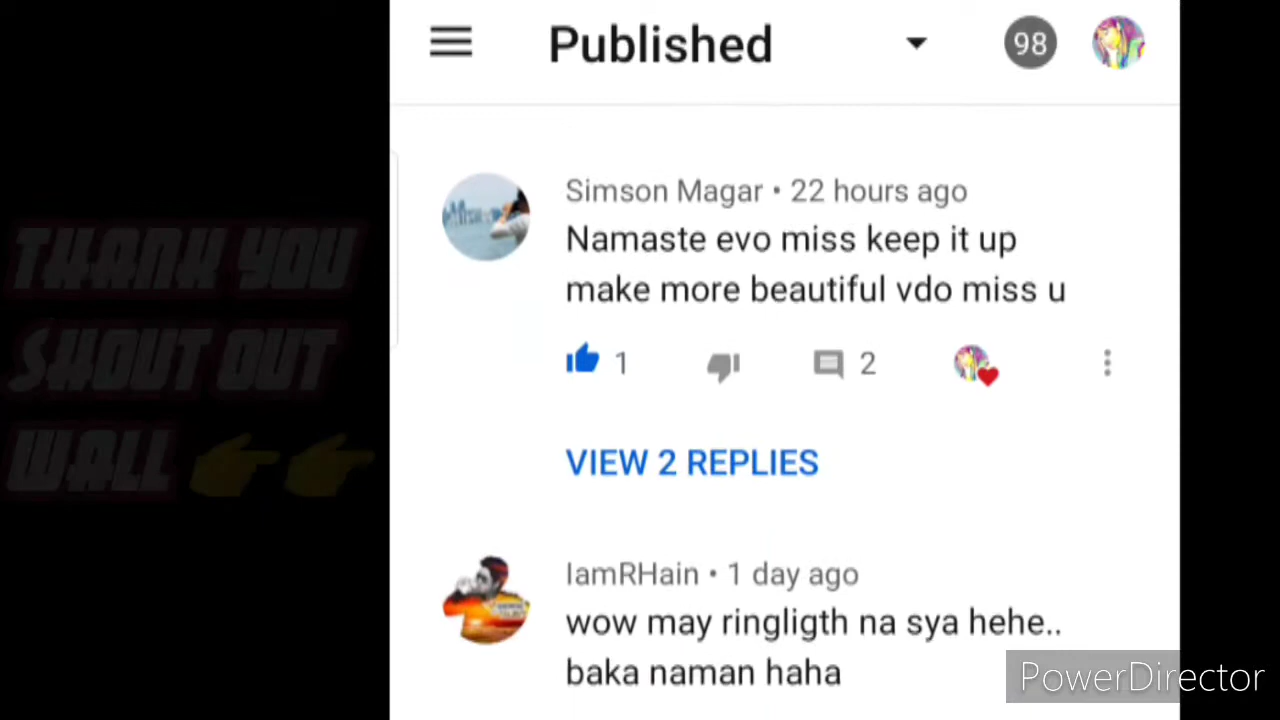 Published
98
THANK YOU
SHOUT OUT
WALL
Simson Magar • 22 hours ago
Namaste evo miss keep it up
make more beautiful vdo miss u
1
2
VIEW 2 REPLIES
IamRHain • 1 day ago
wow may ringligth na sya hehe..
baka naman haha
PowerDirector